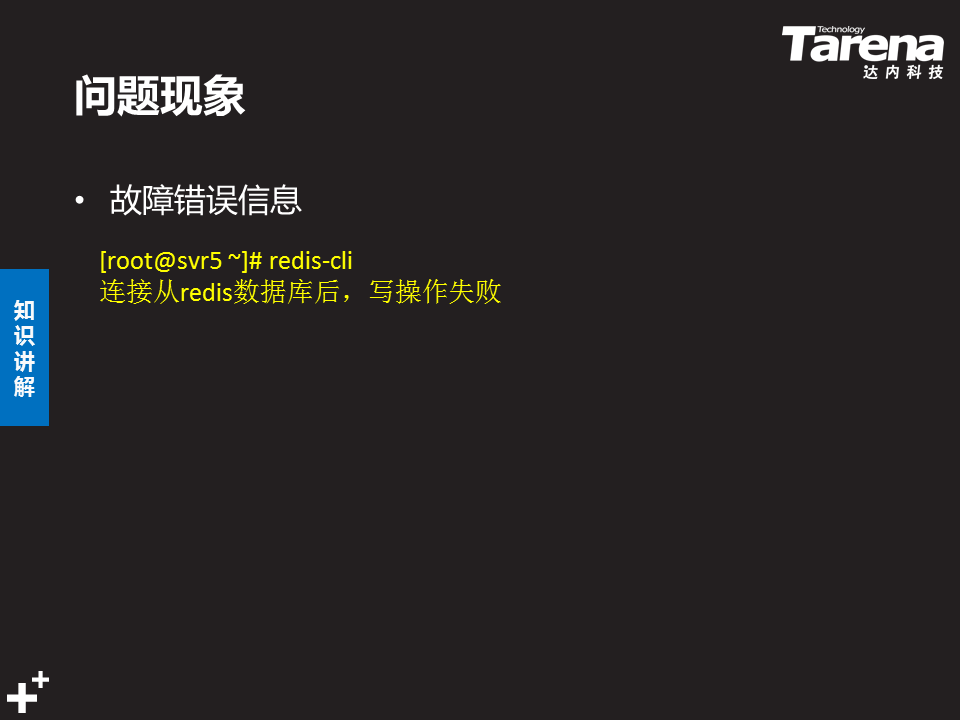 Technology
Tarena
达内科技
问题现象
• 故障错误信息
[root@svr5 ~]# redis-cli
连接从redis数据库后，写操作失败
知识讲解